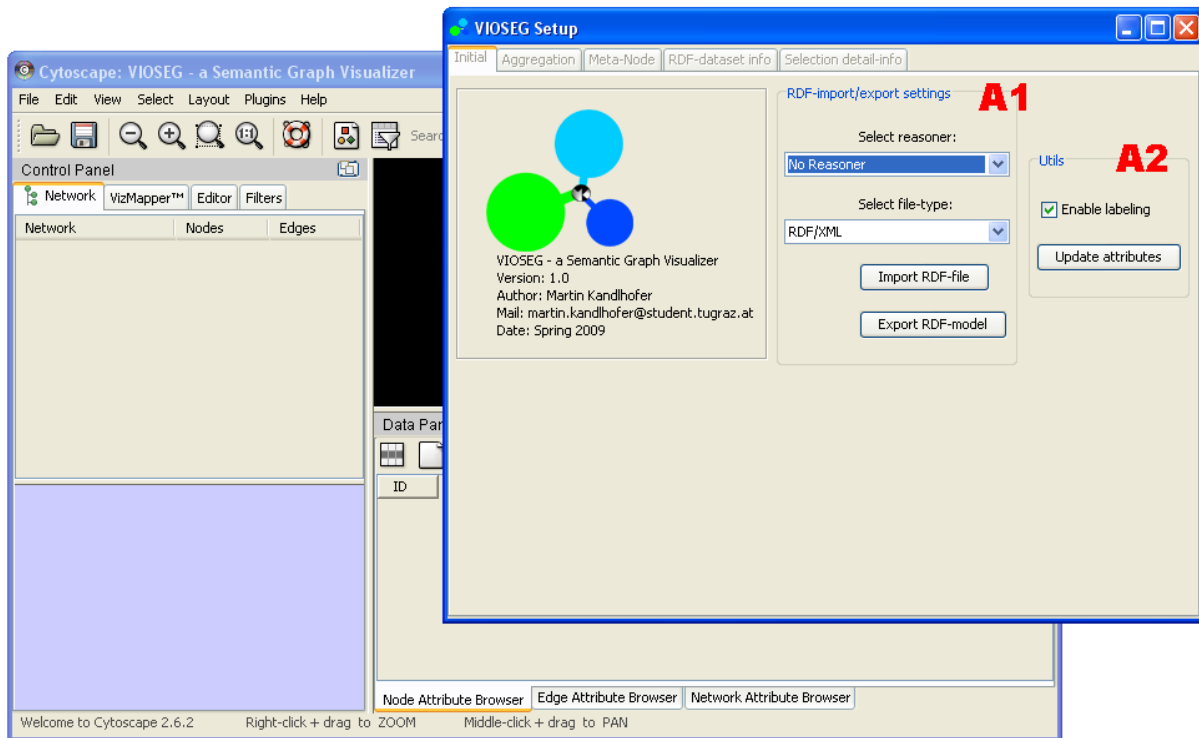 VIOSEG Setup
Initial
Aggregation
Meta-Node
RDF-dataset info
Selection detail-info
RDF-import/export settings
A1
Select reasoner:
No Reasoner
Select file-type:
RDF/XML
Import RDF-file
Export RDF-model
Utils
A2
Enable labeling
Update attributes
VIOSEG - a Semantic Graph Visualizer
Version: 1.0
Author: Martin Kandlhofer
Mail: martin.kandlhofer@student.tugraz.at
Date: Spring 2009
Cytoscape: VIOSEG - a Semantic Graph Visualizer
File Edit View Select Layout Plugins Help
1:1
Searc
Control Panel
Network
VizMapper™
Editor
Filters
Network Nodes Edges
Data Par
ID
Node Attribute Browser
Edge Attribute Browser
Network Attribute Browser
Welcome to Cytoscape 2.6.2 Right-click + drag to ZOOM Middle-click + drag to PAN